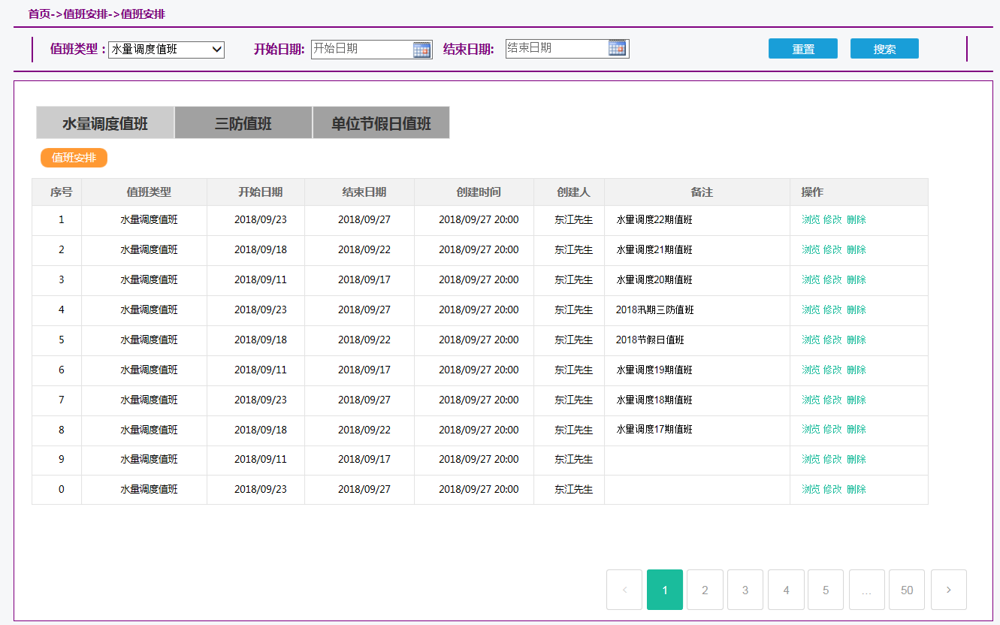 首页->值班安排->值班安排
值班类型： 水量调度值班 开始日期: 开始日期 结束日期: 结束日期 重置 搜索
水量调度值班 三防值班 单位节假日值班
值班安排
序号 值班类型 开始日期 结束日期 创建时间 创建人 备注 操作
1 水量调度值班 2018/09/23 2018/09/27 2018/09/27 20:00 东江先生 水量调度22期值班 浏览 修改 删除
2 水量调度值班 2018/09/18 2018/09/22 2018/09/27 20:00 东江先生 水量调度21期值班 浏览 修改 删除
3 水量调度值班 2018/09/11 2018/09/17 2018/09/27 20:00 东江先生 水量调度20期值班 浏览 修改 删除
4 水量调度值班 2018/09/23 2018/09/27 2018/09/27 20:00 东江先生 2018汛期三防值班 浏览 修改 删除
5 水量调度值班 2018/09/18 2018/09/22 2018/09/27 20:00 东江先生 2018节假日值班 浏览 修改 删除
6 水量调度值班 2018/09/11 2018/09/17 2018/09/27 20:00 东江先生 水量调度19期值班 浏览 修改 删除
7 水量调度值班 2018/09/23 2018/09/27 2018/09/27 20:00 东江先生 水量调度18期值班 浏览 修改 删除
8 水量调度值班 2018/09/18 2018/09/22 2018/09/27 20:00 东江先生 水量调度17期值班 浏览 修改 删除
9 水量调度值班 2018/09/11 2018/09/17 2018/09/27 20:00 东江先生 浏览 修改 删除
0 水量调度值班 2018/09/23 2018/09/27 2018/09/27 20:00 东江先生 浏览 修改 删除
< 1 2 3 4 5 ... 50 >